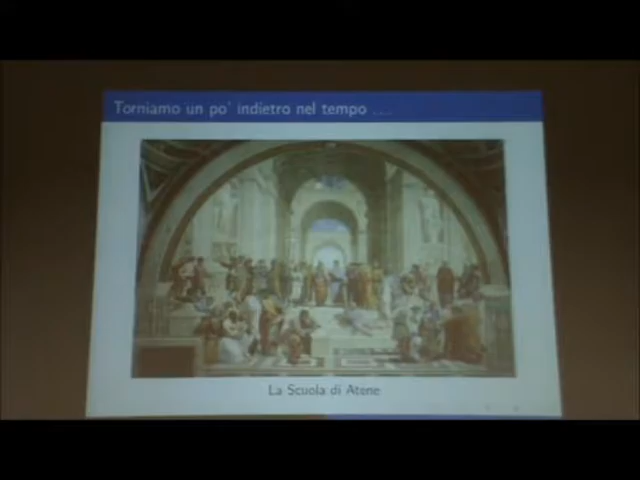 Torniamo un po' indietro nel tempo ....
La Scuola di Atene